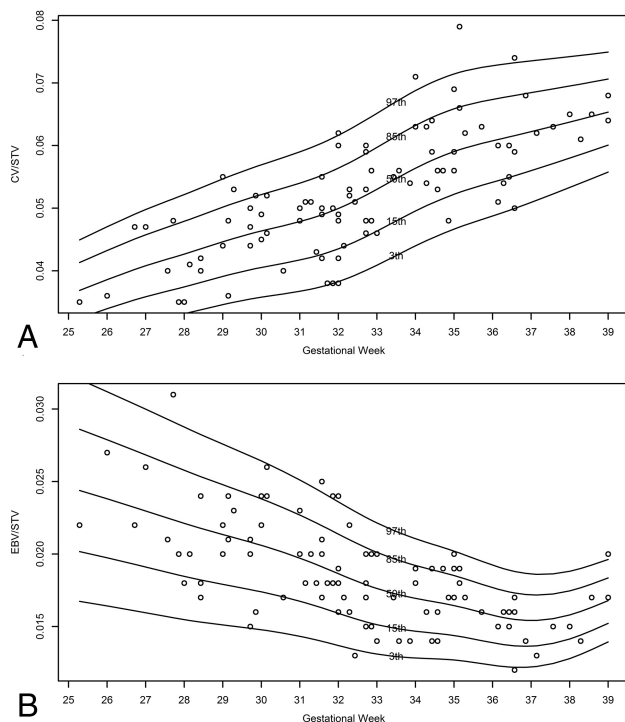 0.08
0.07
0.06
0.05
0.04
CV/STV
97th
85th
50th
15th
3th
25 26 27 28 29 30 31 32 33 34 35 36 37 38 39
Gestational Week
A
0.030
0.025
0.020
0.015
EBV/STV
97th
85th
50th
15th
3th
25 26 27 28 29 30 31 32 33 34 35 36 37 38 39
Gestational Week
B